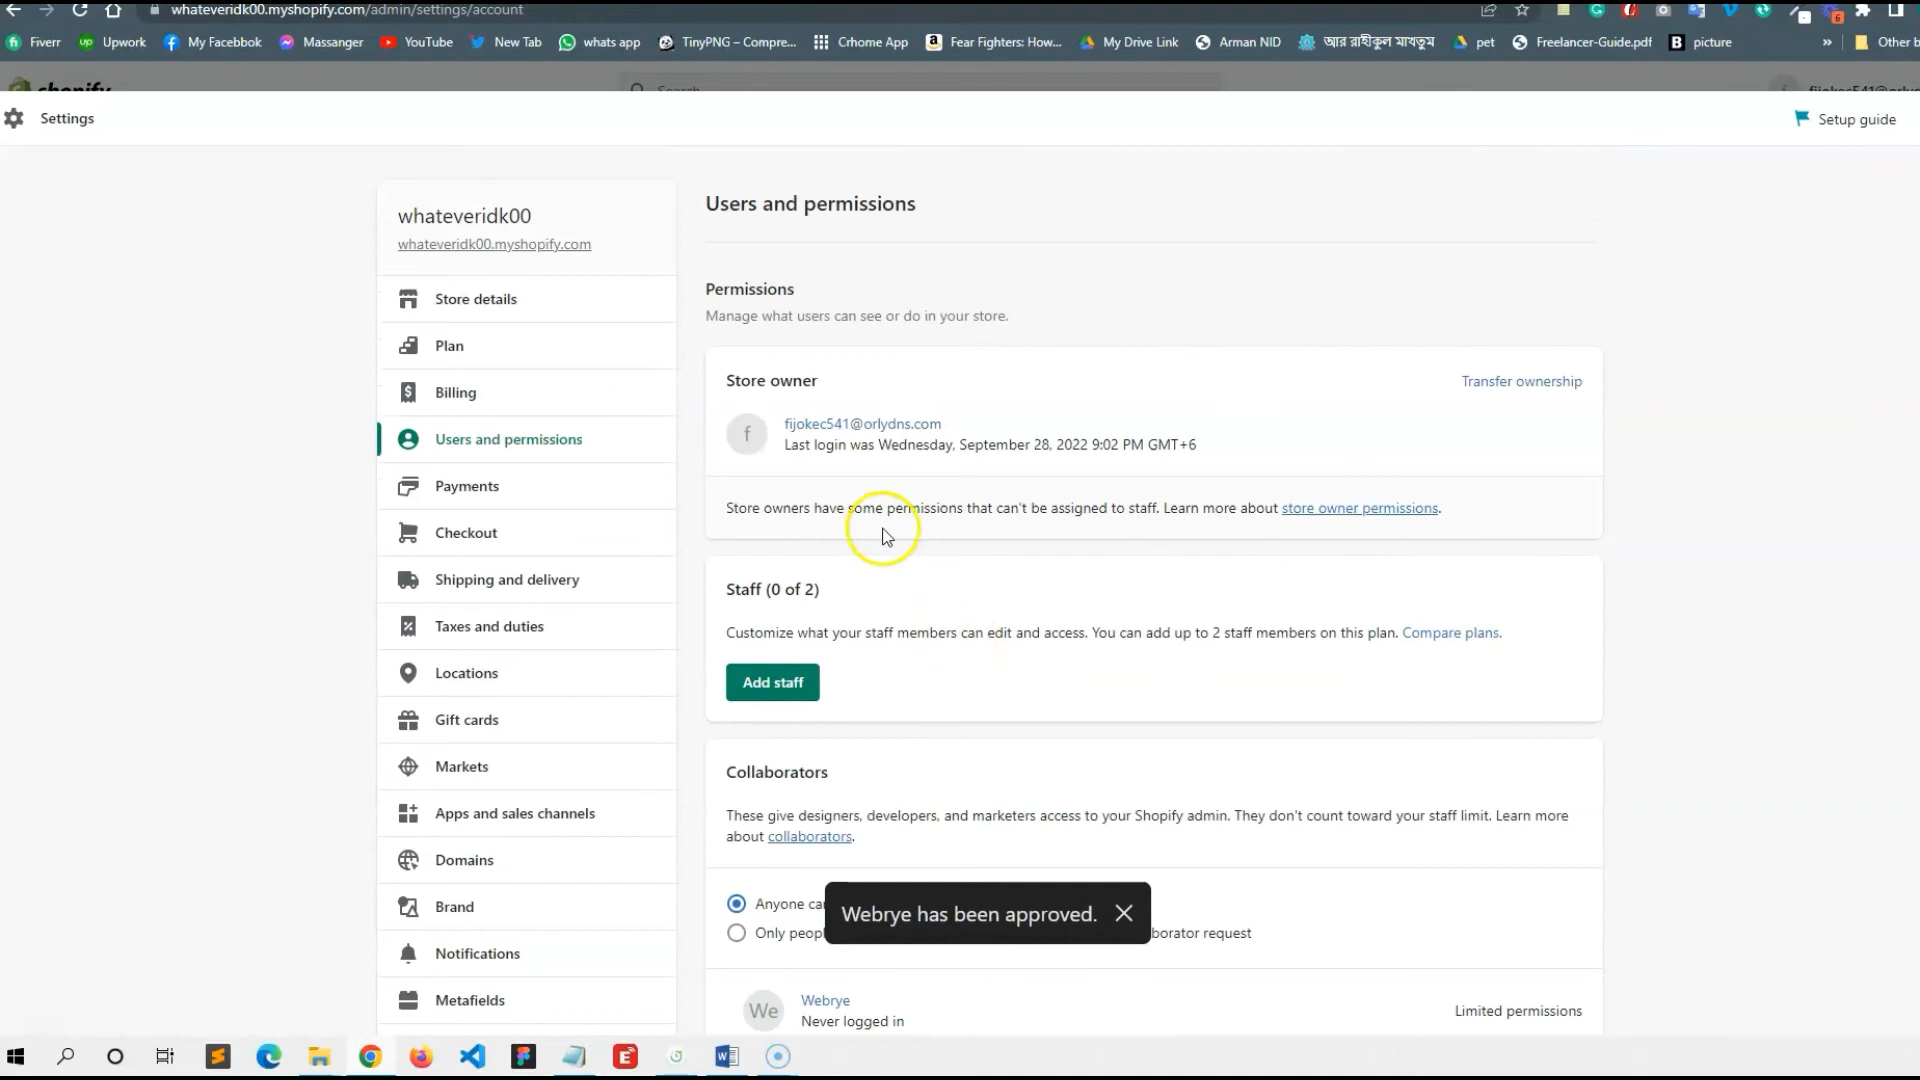 whateveridk00.myshopify.com/admin/settings/account
6
Fiverr Upwork My Facebbok Massanger YouTube New Tab whats app TinyPNG – Compre... Crhome App Fear Fighters: How... My Drive Link Arman NID আর রাহীকুল মাখতুম pet Freelancer-Guide.pdf picture » Other b
shopify Search
Settings Setup guide
whateveridk00
whateveridk00.myshopify.com
Store details
Plan
Billing
Users and permissions
Payments
Checkout
Shipping and delivery
Taxes and duties
Locations
Gift cards
Markets
Apps and sales channels
Domains
Brand
Notifications
Metafields
Users and permissions
Permissions
Manage what users can see or do in your store.
Store owner Transfer ownership
f
fijokec541@orlydns.com
Last login was Wednesday, September 28, 2022 9:02 PM GMT+6
Store owners have some permissions that can't be assigned to staff. Learn more about store owner permissions.
Staff (0 of 2)
Customize what your staff members can edit and access. You can add up to 2 staff members on this plan. Compare plans.
Add staff
Collaborators
These give designers, developers, and marketers access to your Shopify admin. They don't count toward your staff limit. Learn more
about collaborators.
Anyone can
Webrye has been approved.
Only people borator request
We
Webrye
Never logged in
Limited permissions